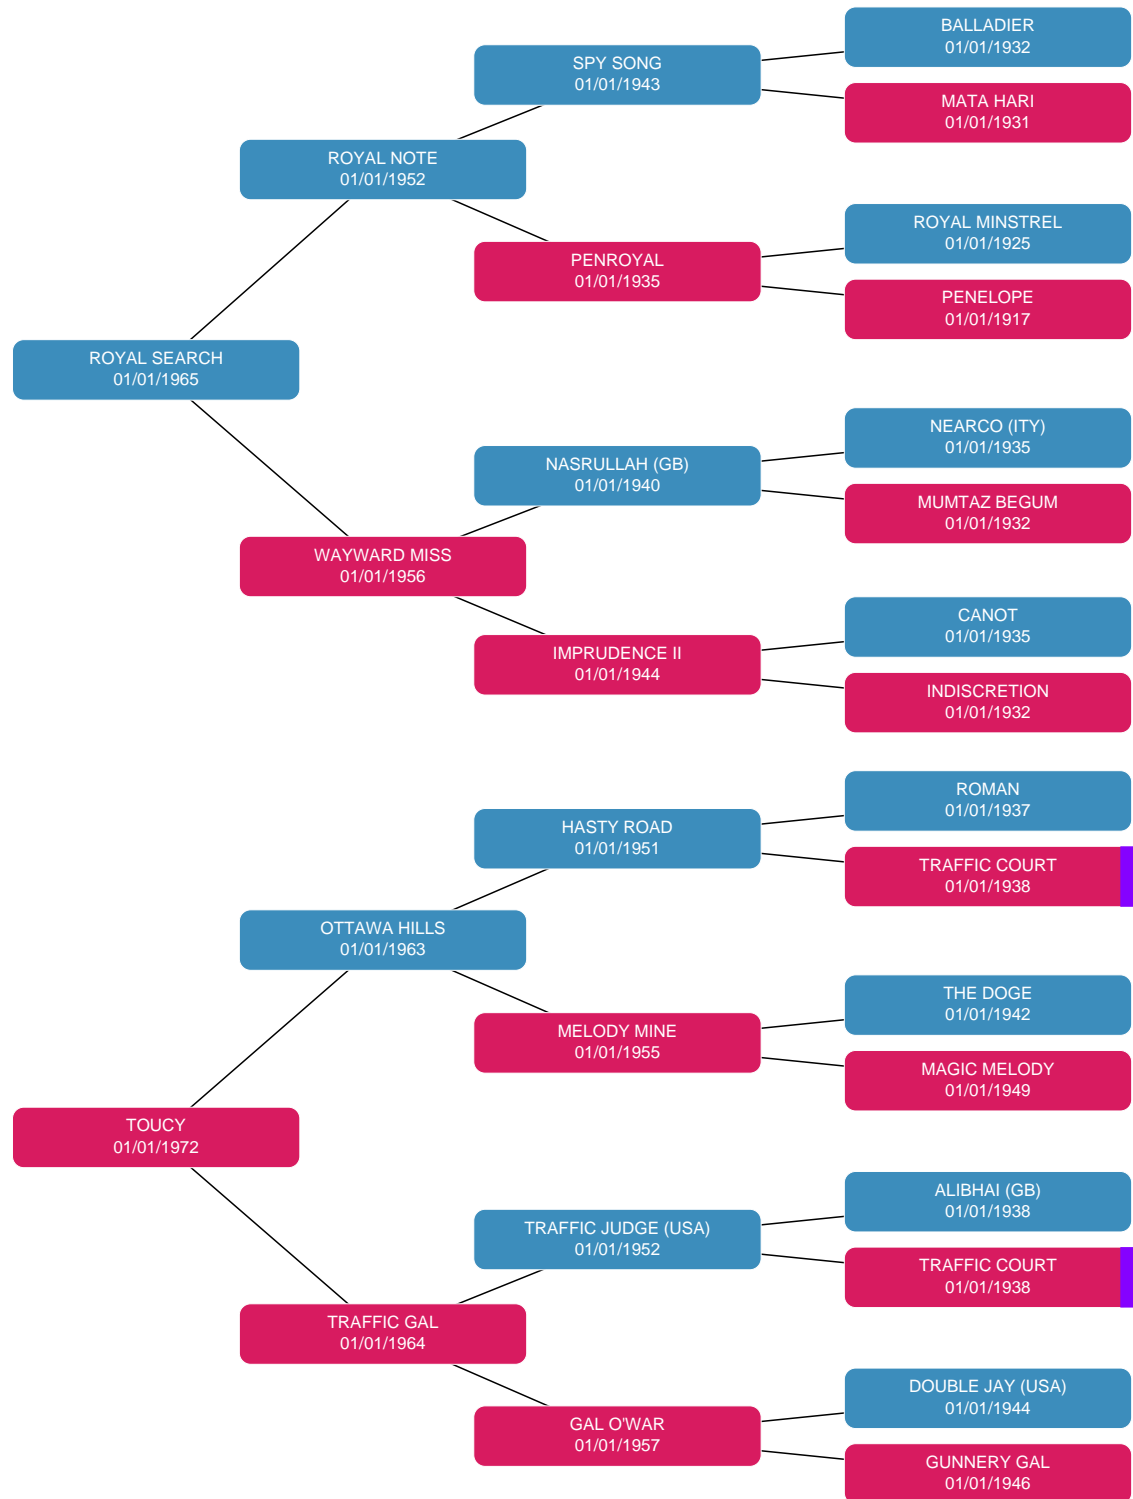 BALLADIER
01/01/1932
SPY SONG
01/01/1943
MATA HARI
01/01/1931
ROYAL NOTE
01/01/1952
ROYAL MINSTREL
01/01/1925
PENROYAL
01/01/1935
PENELOPE
01/01/1917
ROYAL SEARCH
01/01/1965
NEARCO (ITY)
01/01/1935
NASRULLAH (GB)
01/01/1940
MUMTAZ BEGUM
01/01/1932
WAYWARD MISS
01/01/1956
CANOT
01/01/1935
IMPRUDENCE II
01/01/1944
INDISCRETION
01/01/1932
ROMAN
01/01/1937
HASTY ROAD
01/01/1951
TRAFFIC COURT
01/01/1938
OTTAWA HILLS
01/01/1963
THE DOGE
01/01/1942
MELODY MINE
01/01/1955
MAGIC MELODY
01/01/1949
TOUCY
01/01/1972
ALIBHAI (GB)
01/01/1938
TRAFFIC JUDGE (USA)
01/01/1952
TRAFFIC COURT
01/01/1938
TRAFFIC GAL
01/01/1964
DOUBLE JAY (USA)
01/01/1944
GAL O'WAR
01/01/1957
GUNNERY GAL
01/01/1946